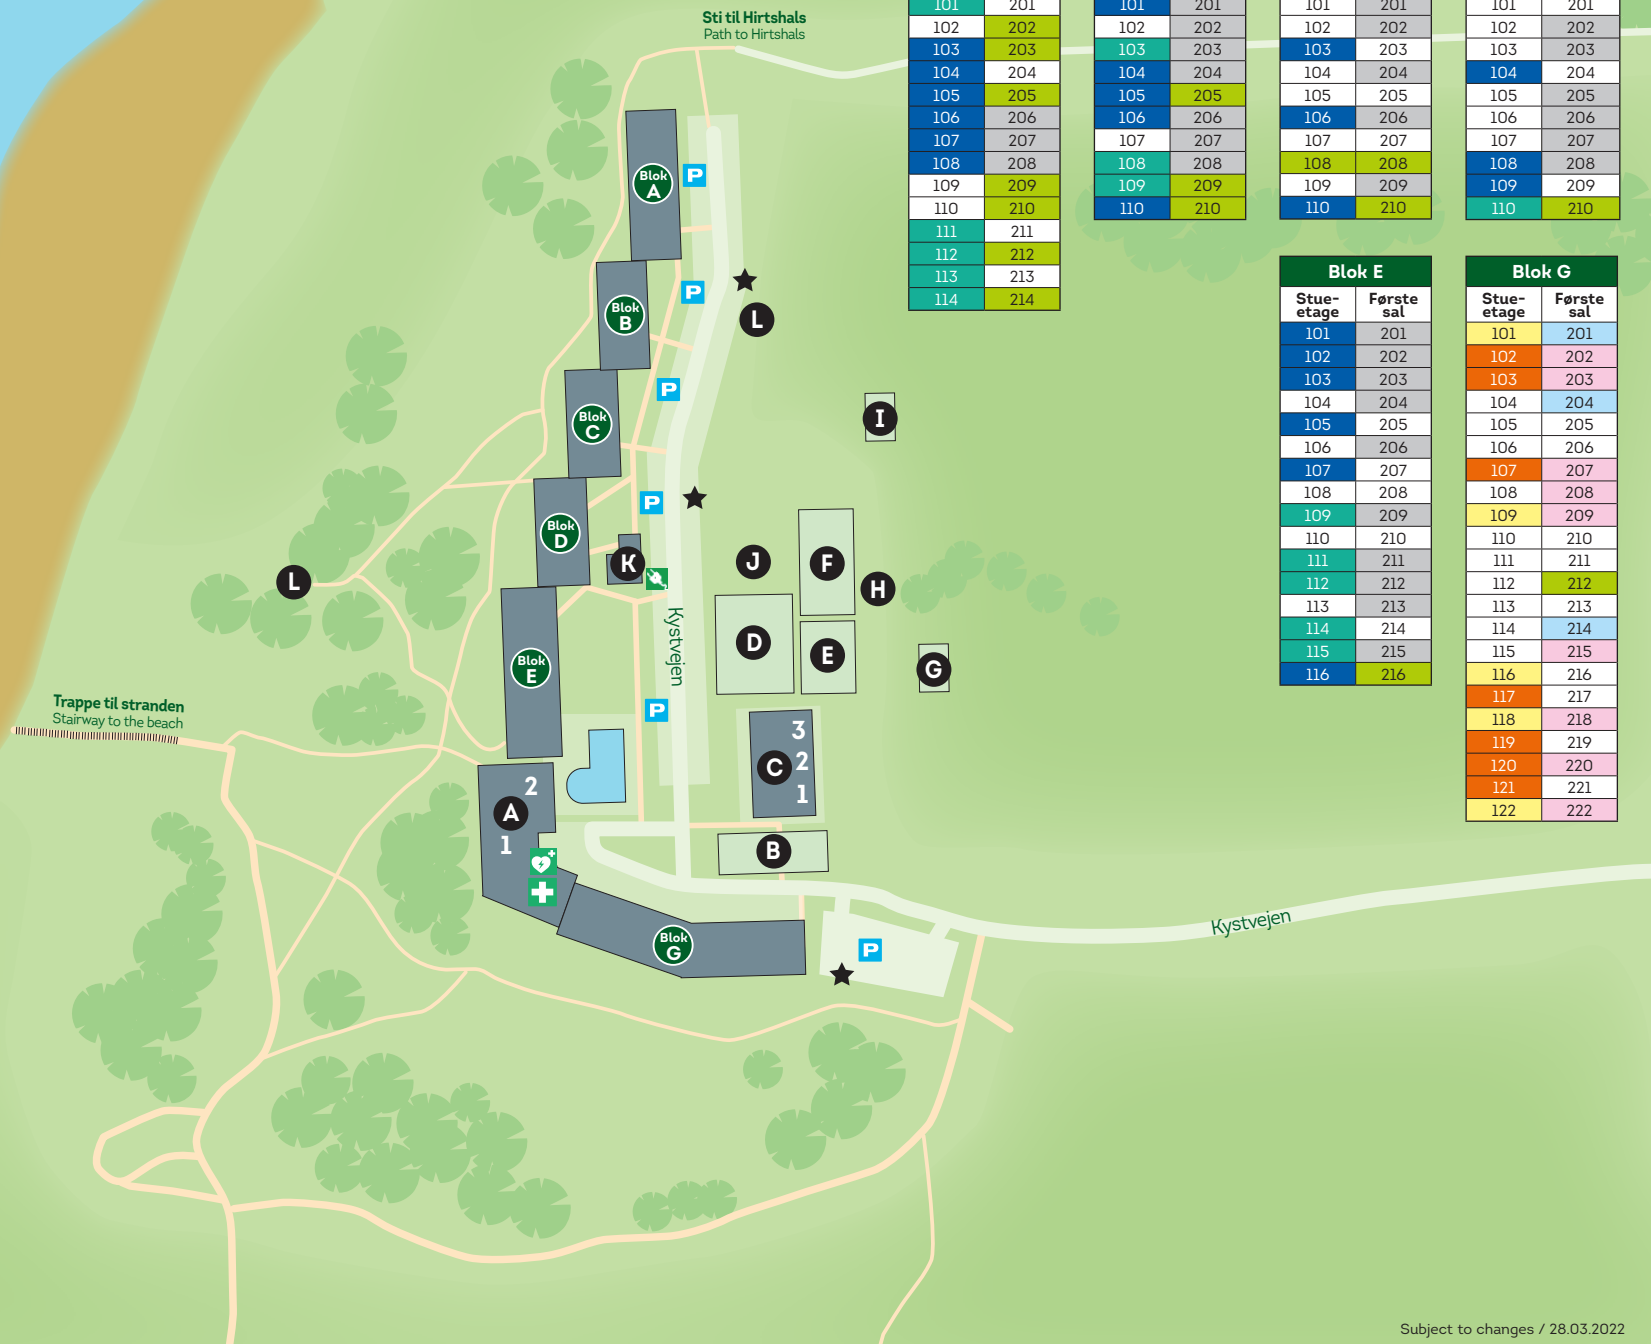 Sti til Hirtshals
Path to Hirtshals
101 201
102 202
103 203
104 204
105 205
106 206
107 207
108 208
109 209
110 210
111 211
112 212
113 213
114 214
101 201
102 202
103 203
104 204
105 205
106 206
107 207
108 208
109 209
110 210
101 201
102 202
103 203
104 204
105 205
106 206
107 207
108 208
109 209
110 210
101 201
102 202
103 203
104 204
105 205
106 206
107 207
108 208
109 209
110 210
Blok E
Stue-
etage
Første
sal
101 201
102 202
103 203
104 204
105 205
106 206
107 207
108 208
109 209
110 210
111 211
112 212
113 213
114 214
115 215
116 216
Blok G
Stue-
etage
Første
sal
101 201
102 202
103 203
104 204
105 205
106 206
107 207
108 208
109 209
110 210
111 211
112 212
113 213
114 214
115 215
116 216
117 217
118 218
119 219
120 220
121 221
122 222
Blok
A
P
Blok
B
P
L
P
Blok
C
I
P
Blok
D
K
J
F
H
L
Kystvejen
D
E
G
Blok
E
Trappe til stranden
Stairway to the beach
P
3
C
2
1
2
A
1
B
Blok
G
P
Kystvejen
Subject to changes / 28.03.2022